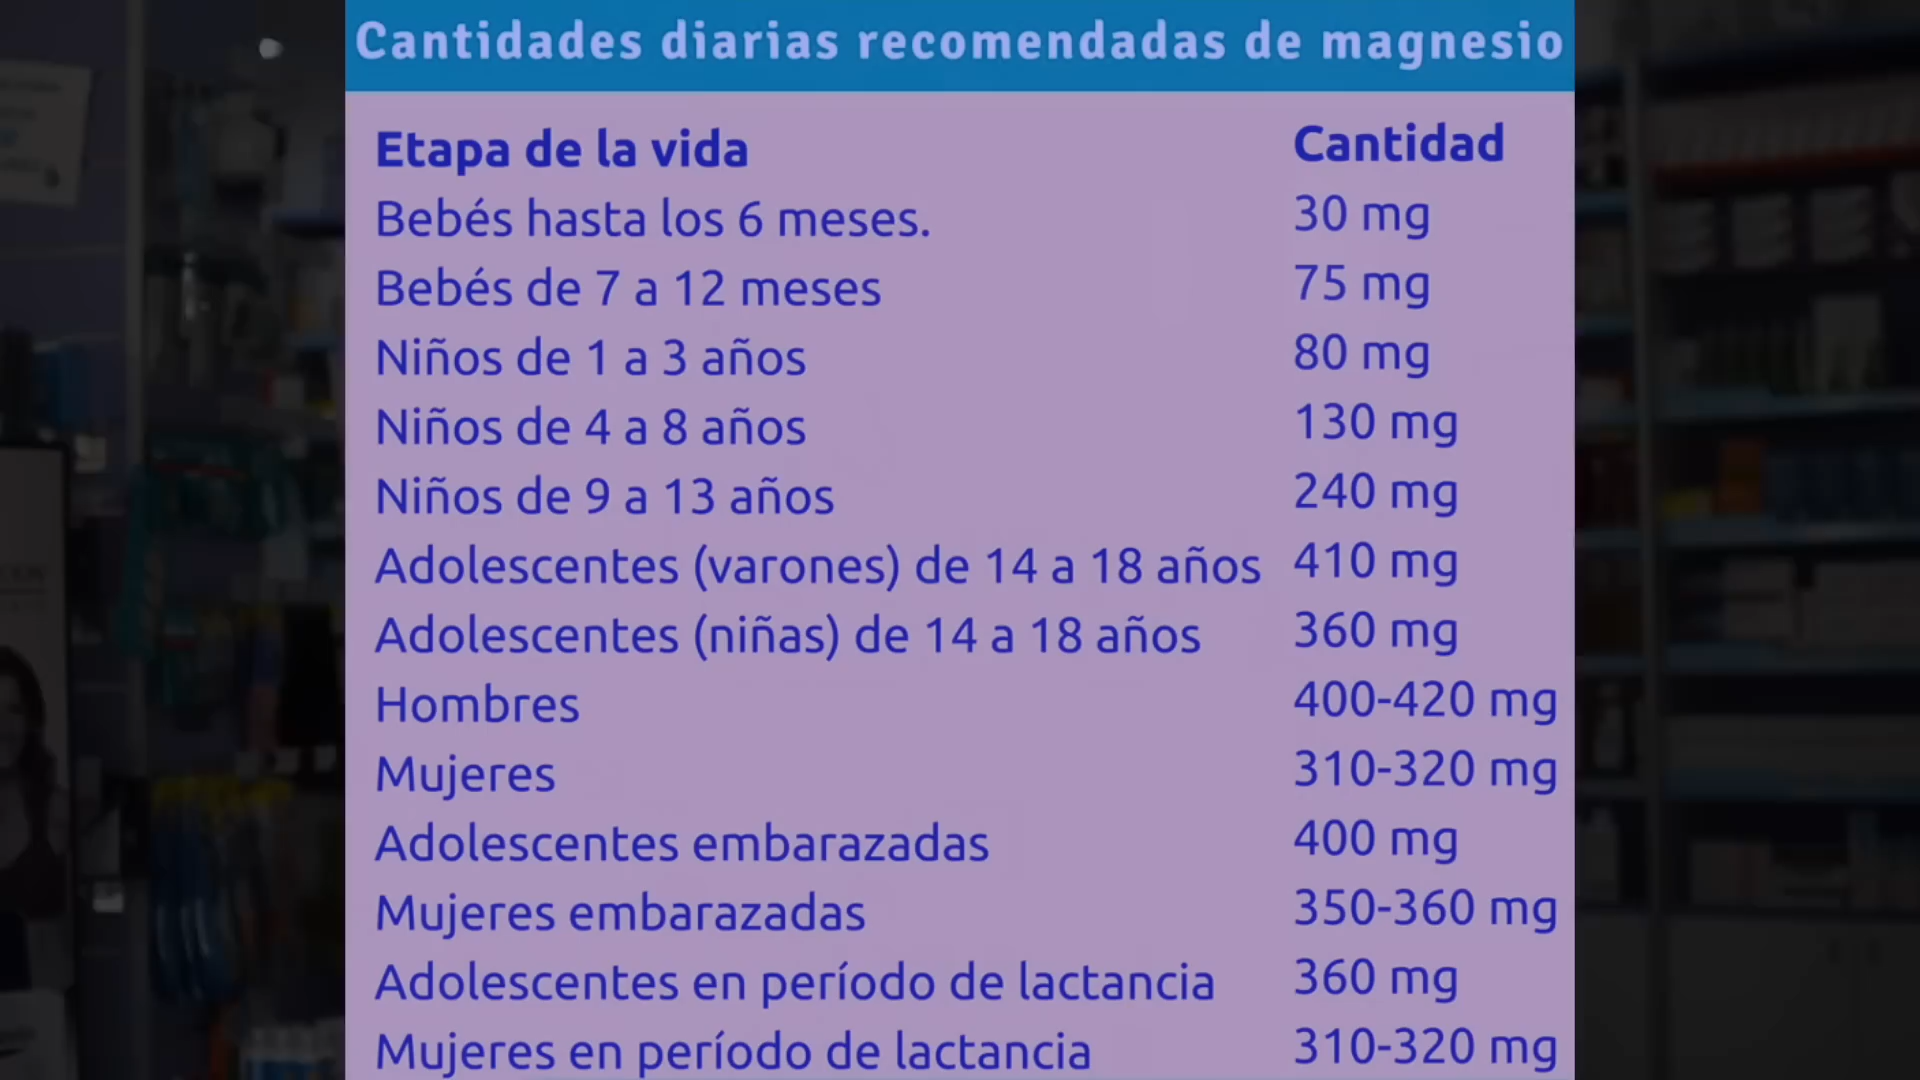 Cantidades diarias recomendadas de magnesio
Etapa de la vida Cantidad
Bebés hasta los 6 meses. 30 mg
Bebés de 7 a 12 meses 75 mg
Niños de 1 a 3 años 80 mg
Niños de 4 a 8 años 130 mg
Niños de 9 a 13 años 240 mg
Adolescentes (varones) de 14 a 18 años 410 mg
Adolescentes (niñas) de 14 a 18 años 360 mg
Hombres 400-420 mg
Mujeres 310-320 mg
Adolescentes embarazadas 400 mg
Mujeres embarazadas 350-360 mg
Adolescentes en período de lactancia 360 mg
Mujeres en período de lactancia 310-320 mg